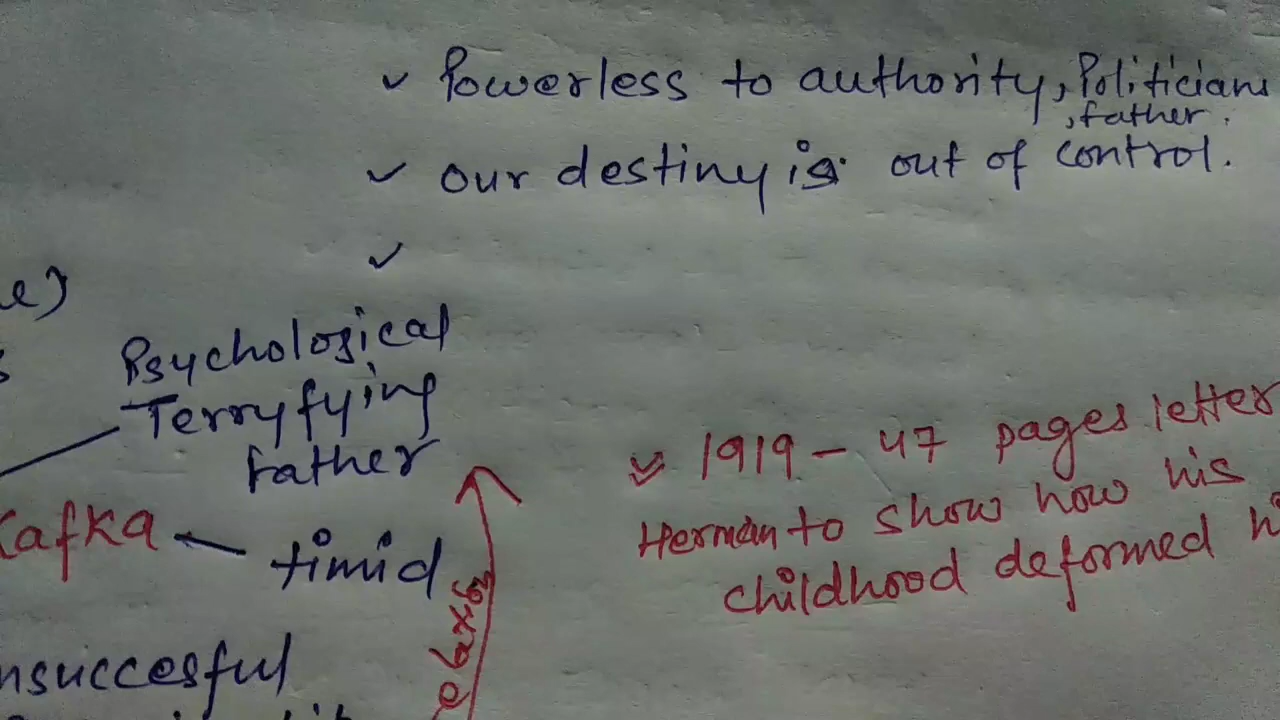 Powerless to authority, Politicians
, father.
our destiny is out of control.
Psychological
Terryfying
father
Kafka — timid
1919 – 47 pages letter
Herman to show how his
childhood deformed
nsuccesful